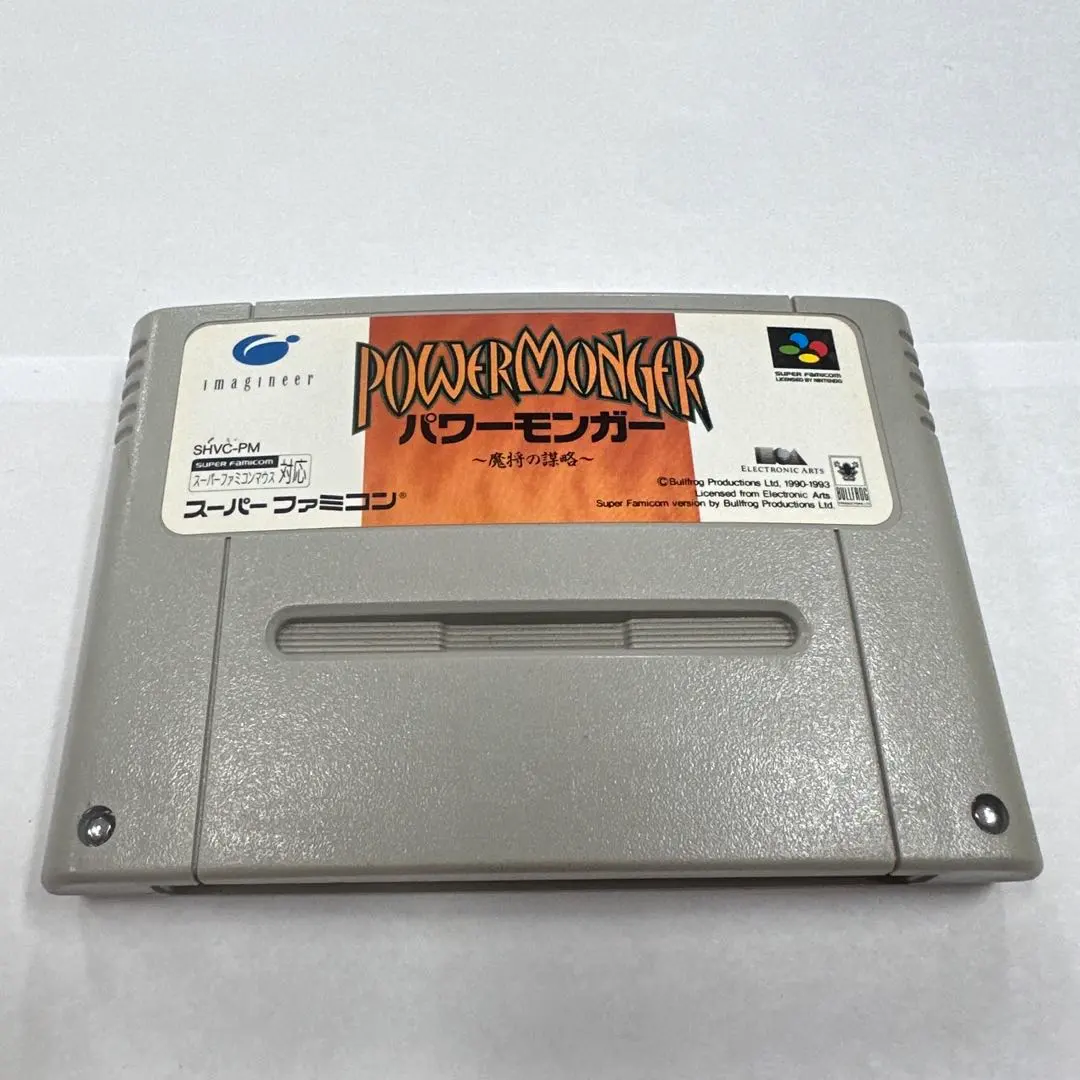 imagineer
POWERMONGER
パワーモンガー
～魔将の謀略～
SUPER FAMICOM
LICENSED BY NINTENDO
SHVC-PM
SUPER FAMICOM
スーパーファミコンマウス 対応
スーパーファミコン®
ELECTRONIC ARTS
©Bullfrog Productions Ltd, 1990-1993
Licensed from Electronic Arts.
Super Famicom version by Bullfrog Productions Ltd.
BULLFROG